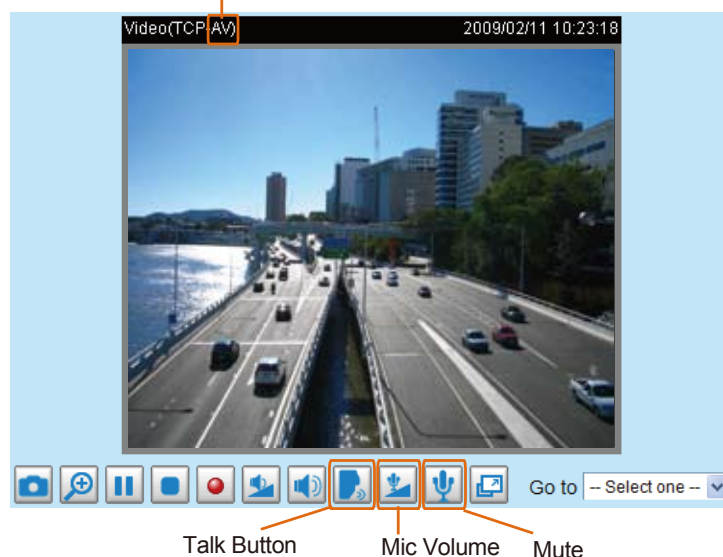 Video(TCP-AV) 2009/02/11 10:23:18
Go to -- Select one --
Talk Button Mic Volume Mute